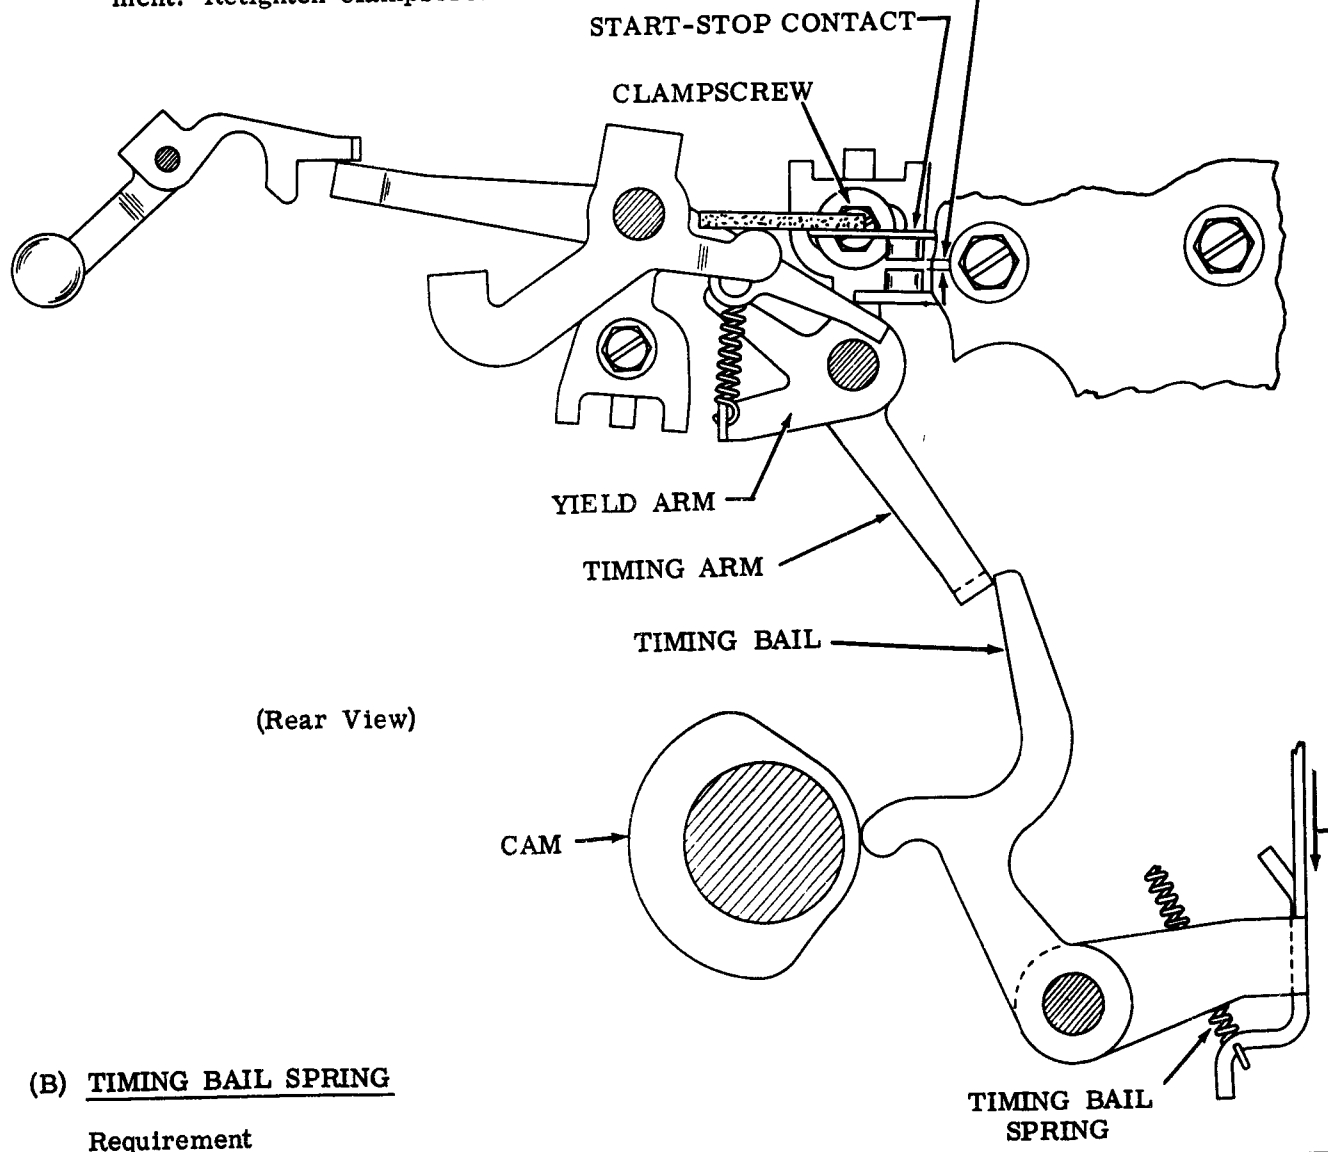 START-STOP CONTACT
CLAMPSCREW
YIELD ARM
TIMING ARM
TIMING BAIL
(Rear View)
CAM
(B) TIMING BAIL SPRING
TIMING BAIL
SPRING
Requirement